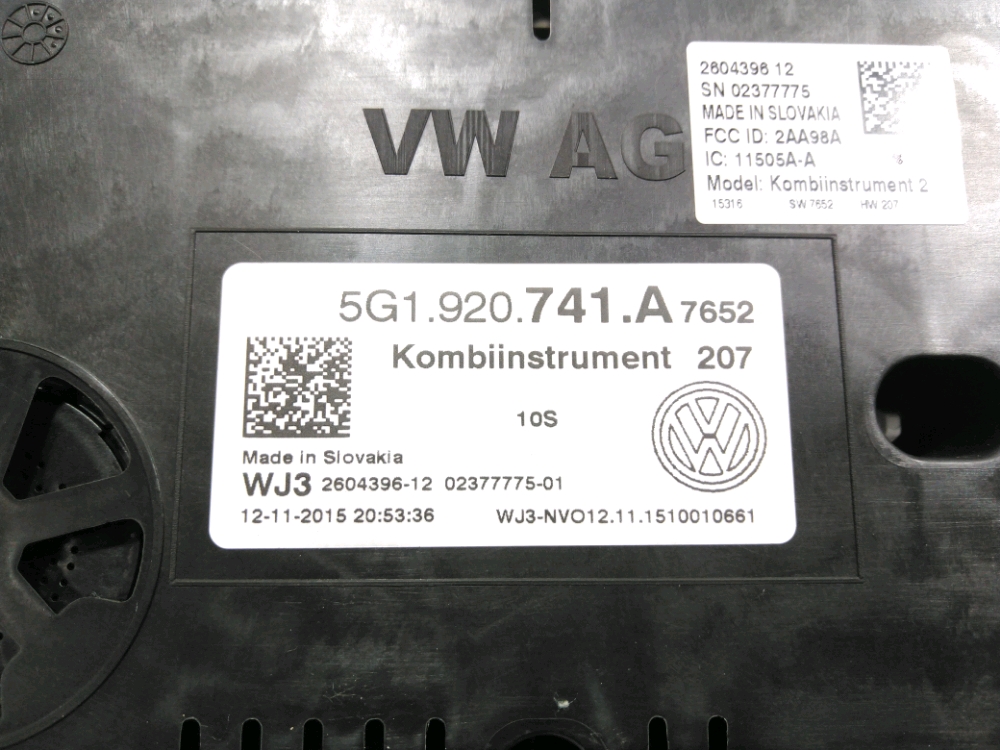 VW AG
2604396 12
SN 02377775
MADE IN SLOVAKIA
FCC ID: 2AA98A
IC: 11505A-A
Model: Kombiinstrument 2
15316 SW 7652 HW 207
5G1.920.741.A 7652
Kombiinstrument 207
10S
Made in Slovakia
WJ3 2604396-12 02377775-01
12-11-2015 20:53:36 WJ3-NVO12.11.1510010661